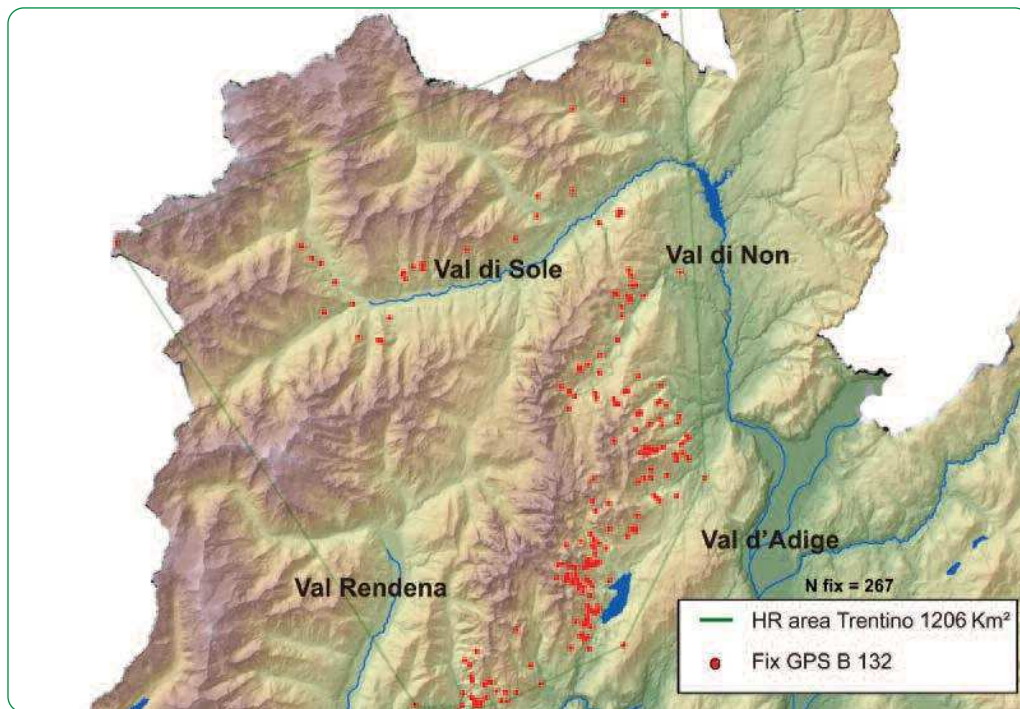 Val di Sole
Val di Non
Val Rendena
Val d'Adige
N fix = 267
HR area Trentino 1206 Km²
Fix GPS B 132